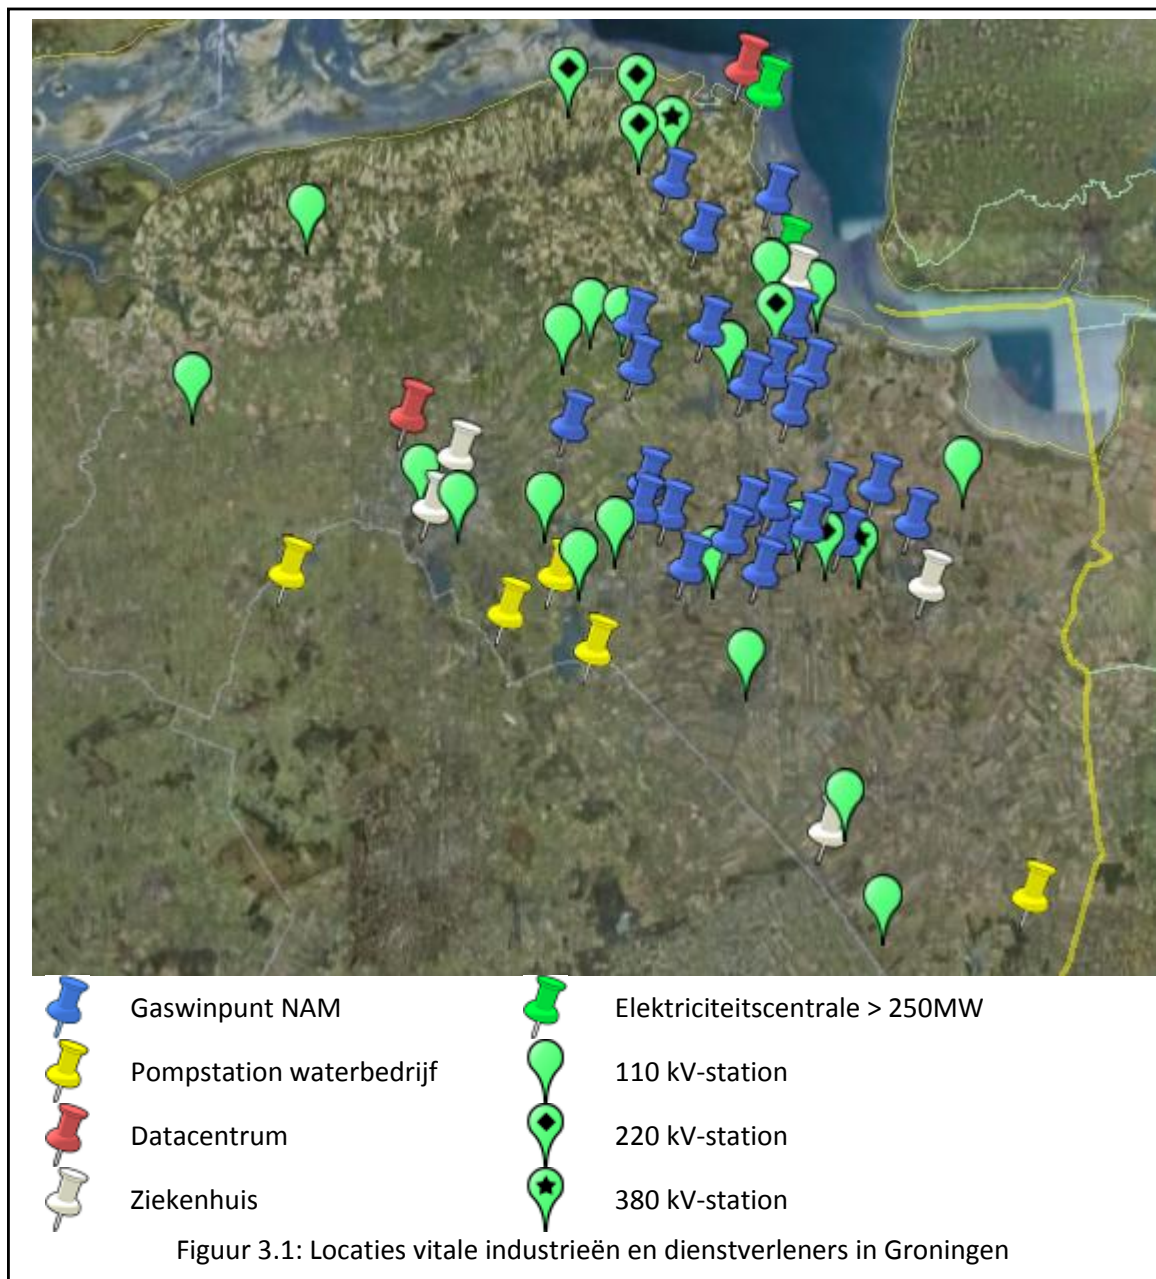 Gaswinpunt NAM
Elektriciteitscentrale > 250MW
Pompstation waterbedrijf
110 kV-station
Datacentrum
220 kV-station
Ziekenhuis
380 kV-station
Figuur 3.1: Locaties vitale industrieën en dienstverleners in Groningen